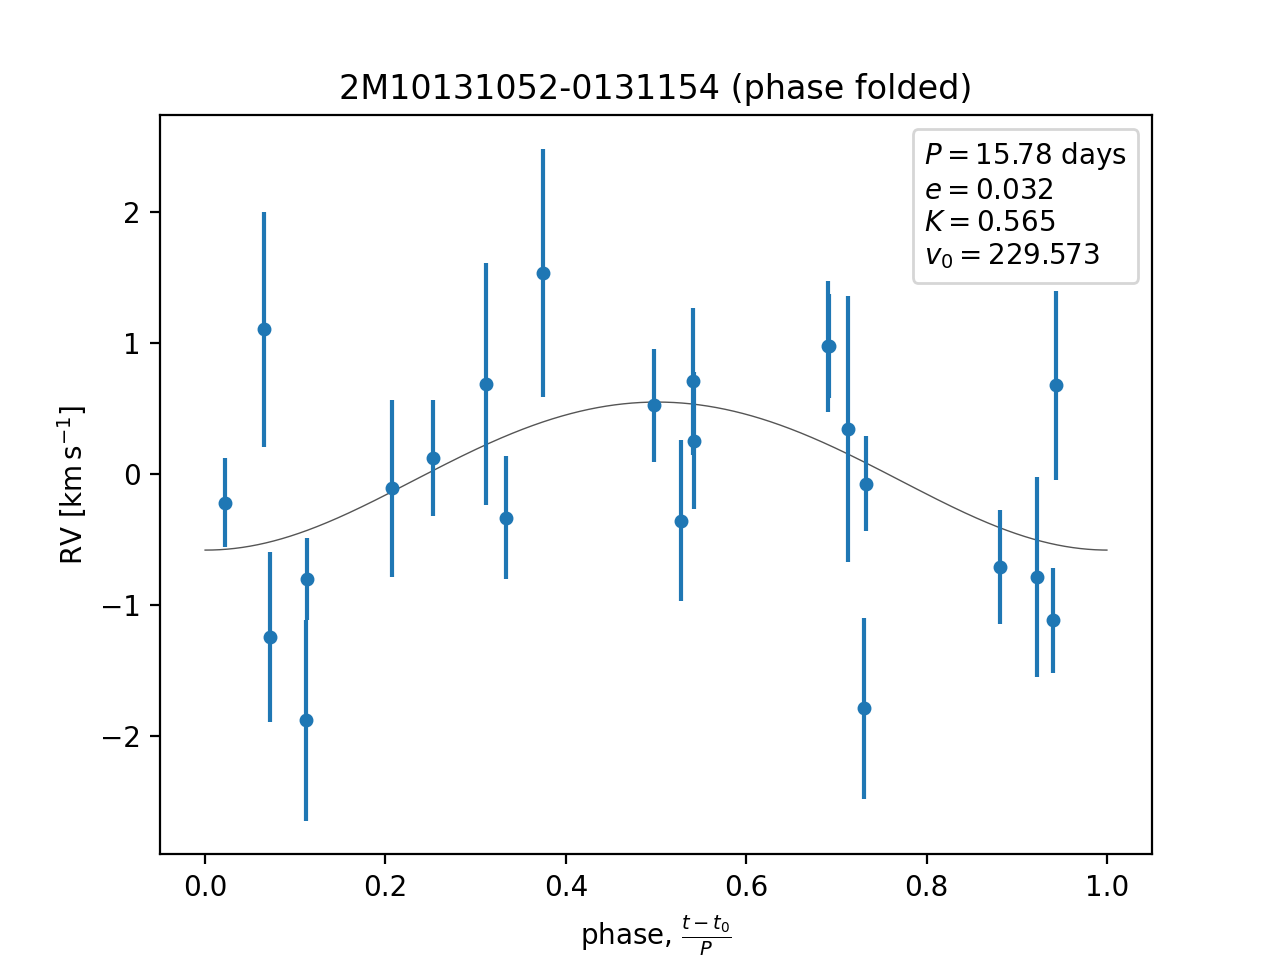 2M10131052-0131154 (phase folded)
P = 15.78 days
e = 0.032
K = 0.565
v₀ = 229.573
2
1
0
−1
−2
RV [km s⁻¹]
0.0 0.2 0.4 0.6 0.8 1.0
phase, (t − t₀)/P